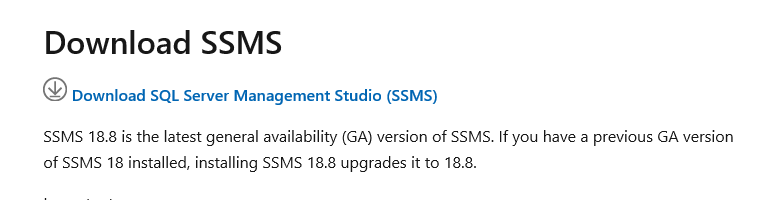 Download SSMS
Download SQL Server Management Studio (SSMS)
SSMS 18.8 is the latest general availability (GA) version of SSMS. If you have a previous GA version
of SSMS 18 installed, installing SSMS 18.8 upgrades it to 18.8.